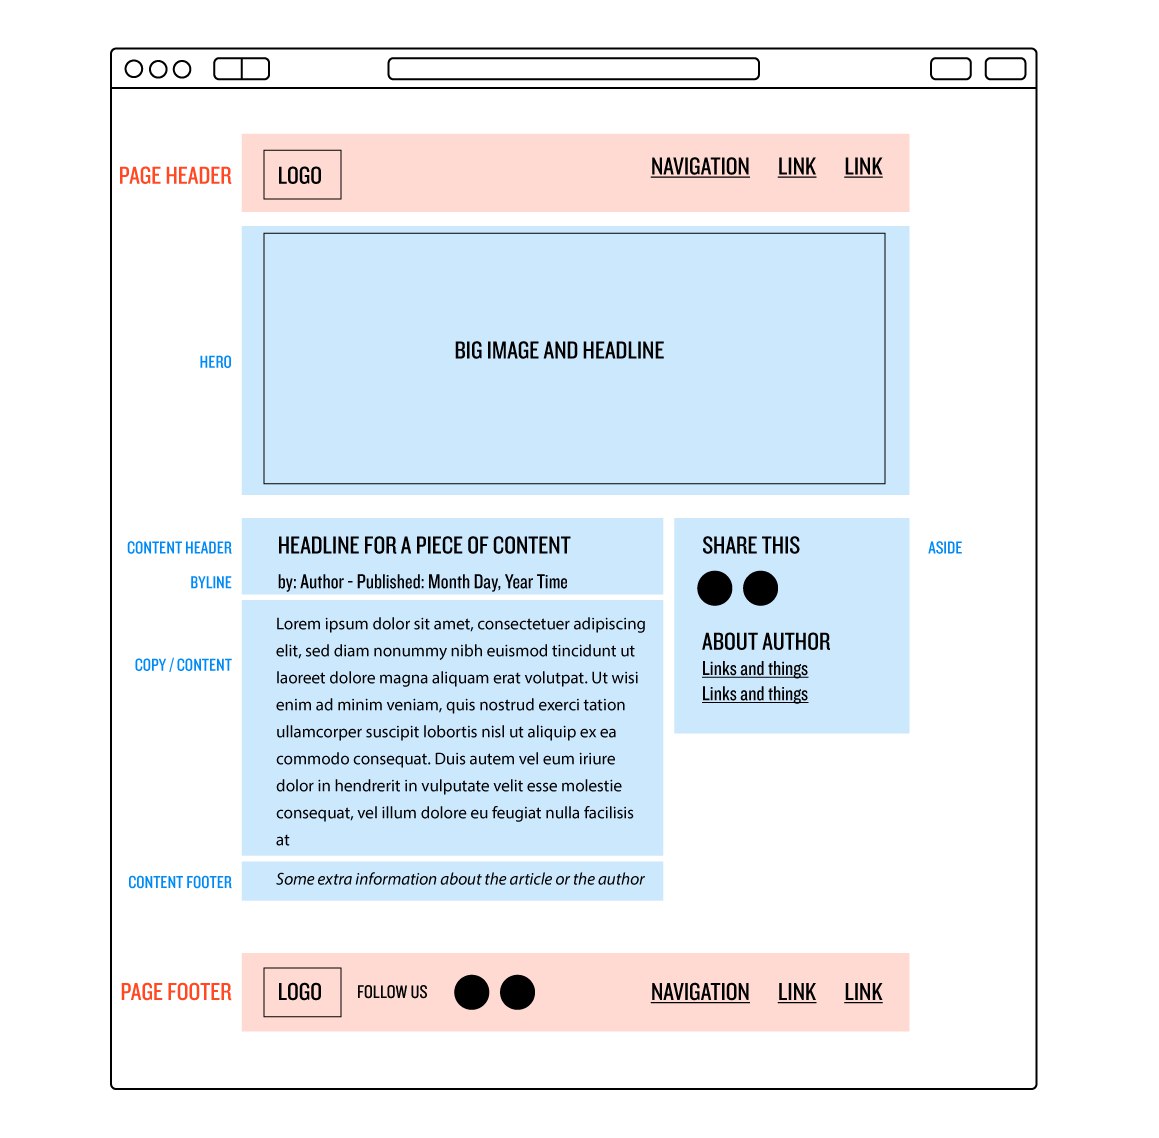 PAGE HEADER
LOGO
NAVIGATION LINK LINK
HERO
BIG IMAGE AND HEADLINE
CONTENT HEADER
HEADLINE FOR A PIECE OF CONTENT
BYLINE
by: Author - Published: Month Day, Year Time
COPY / CONTENT
Lorem ipsum dolor sit amet, consectetuer adipiscing
elit, sed diam nonummy nibh euismod tincidunt ut
laoreet dolore magna aliquam erat volutpat. Ut wisi
enim ad minim veniam, quis nostrud exerci tation
ullamcorper suscipit lobortis nisl ut aliquip ex ea
commodo consequat. Duis autem vel eum iriure
dolor in hendrerit in vulputate velit esse molestie
consequat, vel illum dolore eu feugiat nulla facilisis
at
CONTENT FOOTER
Some extra information about the article or the author
SHARE THIS
ABOUT AUTHOR
Links and things
Links and things
ASIDE
PAGE FOOTER
LOGO
FOLLOW US
NAVIGATION LINK LINK